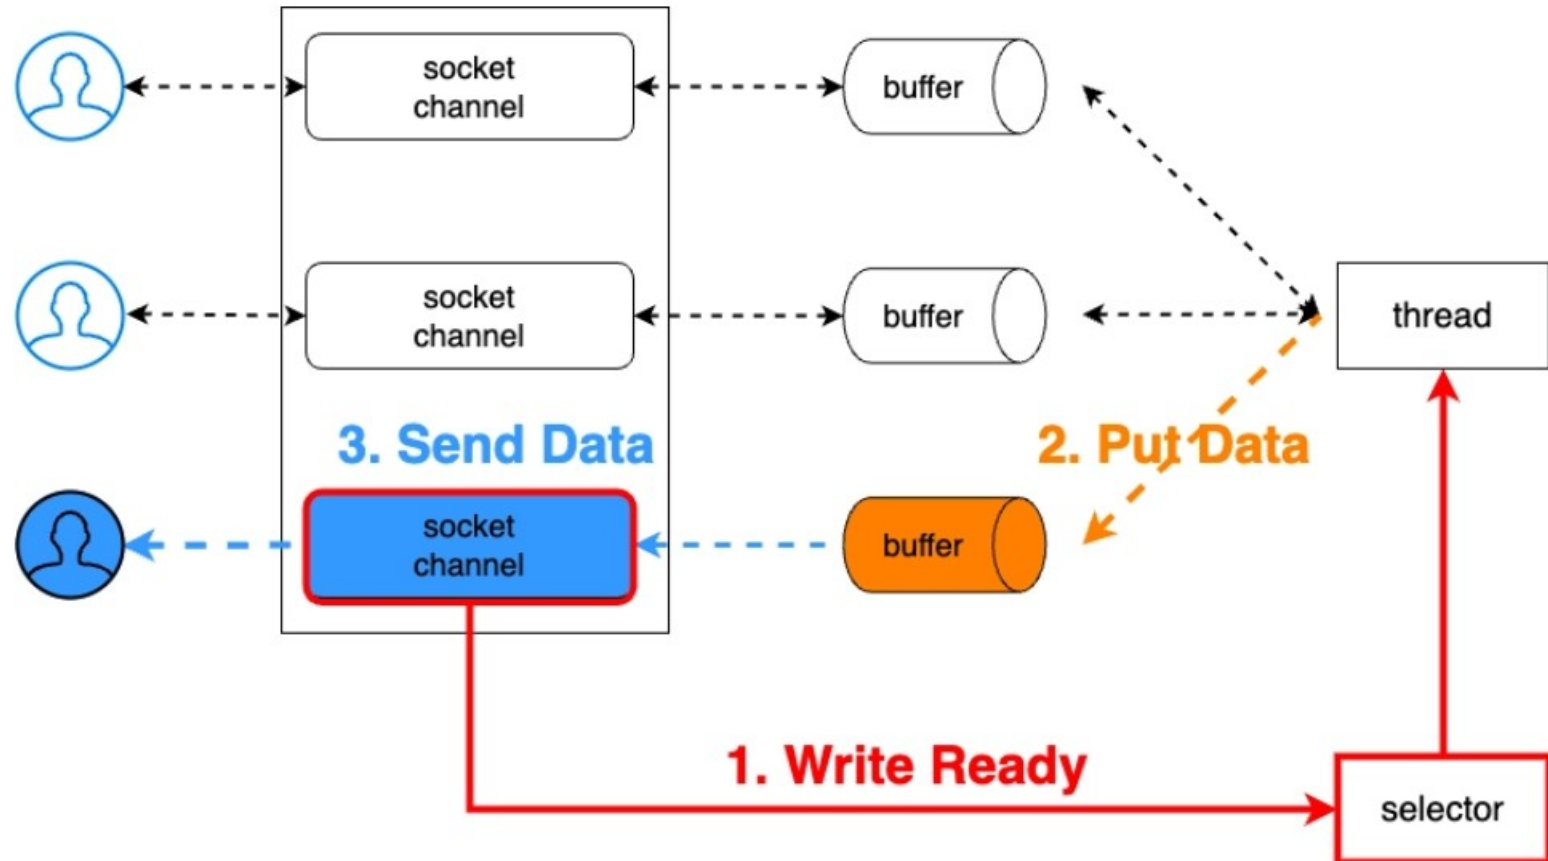 socket
channel
buffer
socket
channel
buffer
thread
3. Send Data
2. Put Data
socket
channel
buffer
1. Write Ready
selector